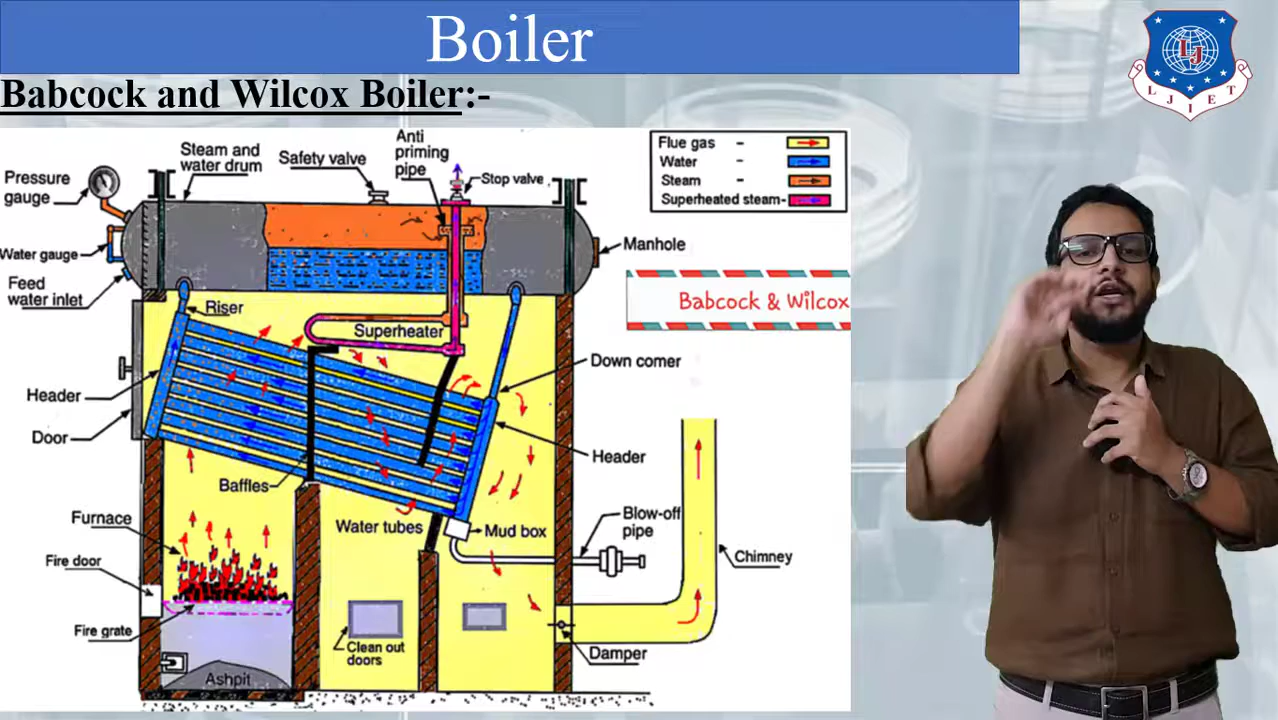 Boiler
Babcock and Wilcox Boiler:-
L J I E T
LJ
Pressure
gauge
Steam and
water drum
Safety valve
Anti
priming
pipe
Stop valve
Flue gas -
Water -
Steam -
Superheated steam-
Water gauge
Feed
water inlet
Manhole
Babcock & Wilcox
Riser
Superheater
Down comer
Header
Door
Header
Baffles
Furnace
Water tubes
Mud box
Blow-off
pipe
Fire door
Chimney
Fire grate
Clean out
doors
Damper
Ashpit